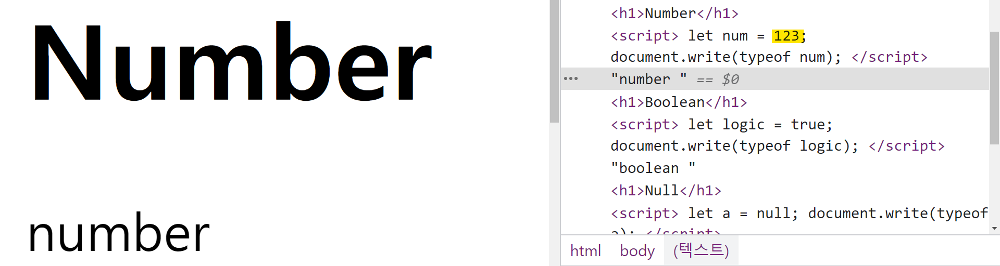 Number
number
<h1>Number</h1>
<script> let num = 123;
document.write(typeof num); </script>
"number " == $0
<h1>Boolean</h1>
<script> let logic = true;
document.write(typeof logic); </script>
"boolean "
<h1>Null</h1>
<script> let a = null; document.write(typeof
a); </script>
html body (텍스트)